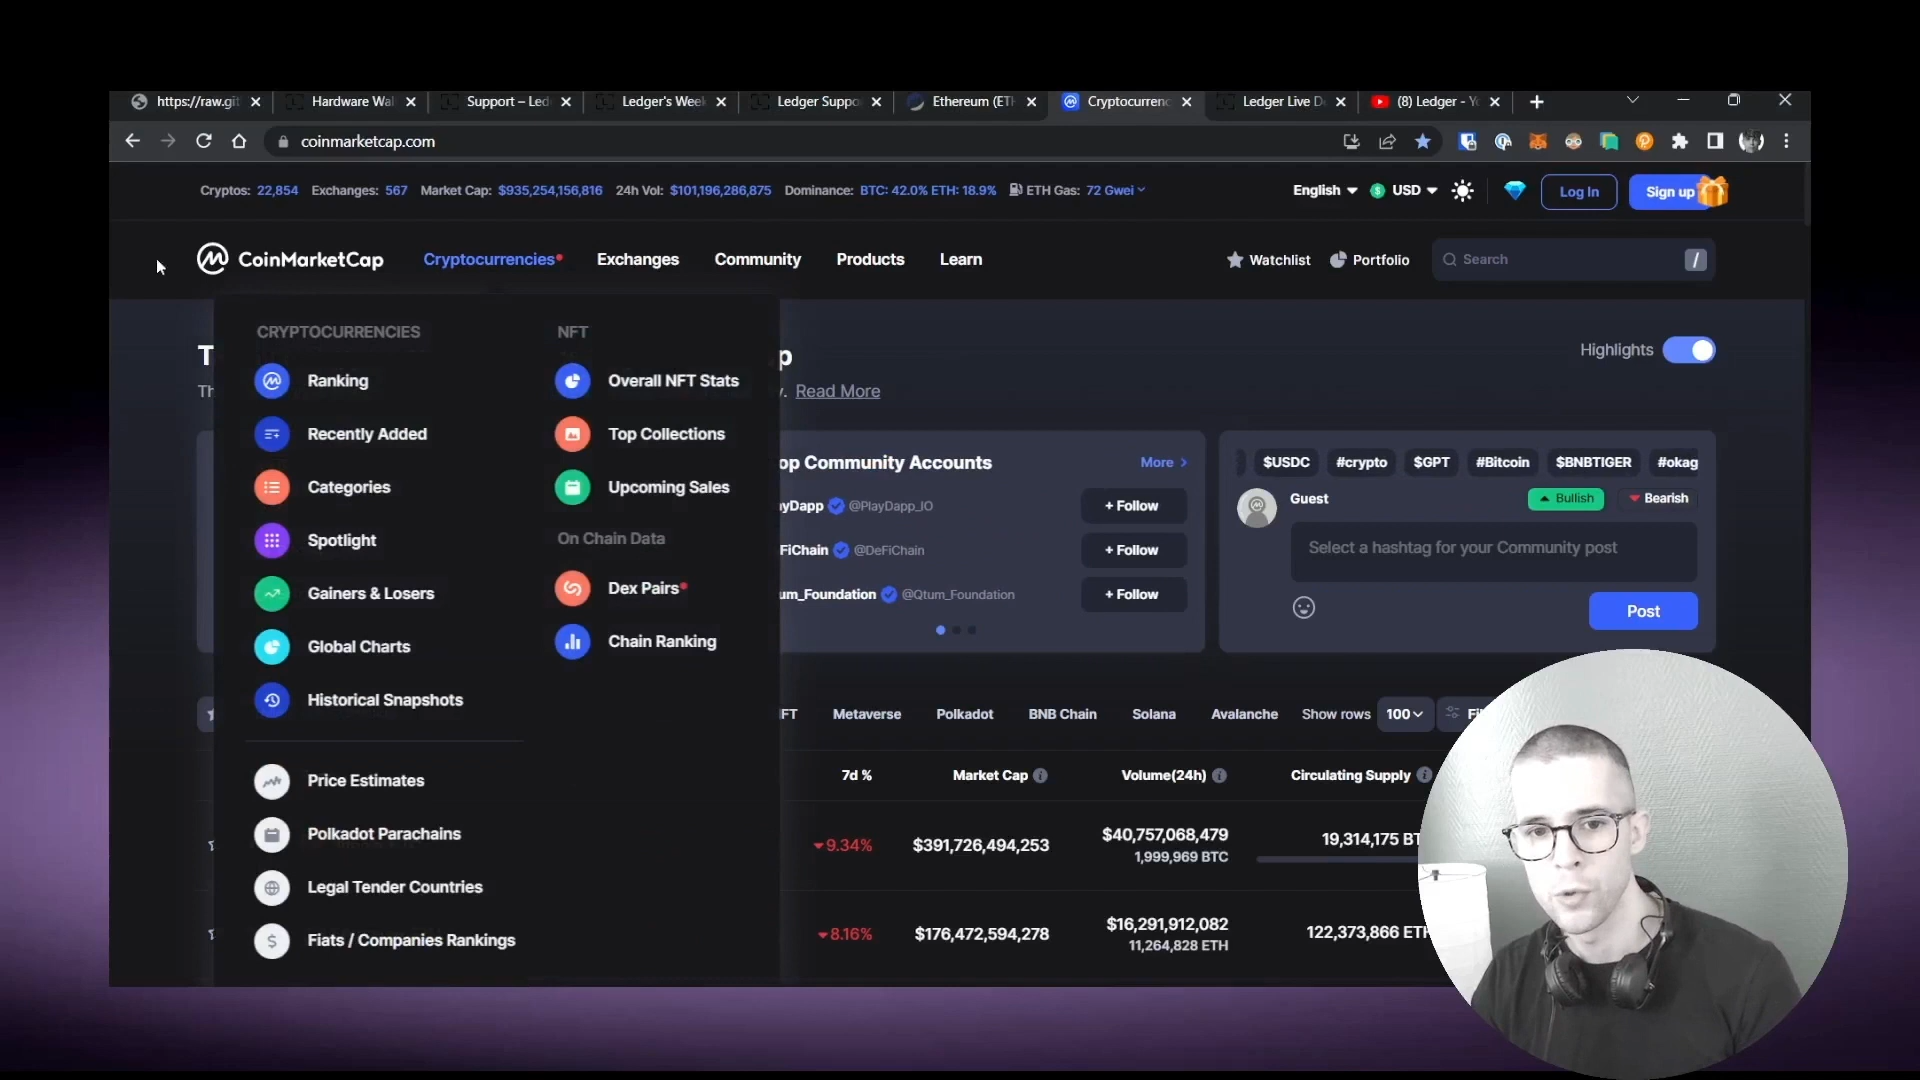 https://raw.git
Hardware Wal
Support – Led
Ledger's Week
Ledger Suppo
Ethereum (ETH
Cryptocurrenc
Ledger Live De
(8) Ledger - Yo
coinmarketcap.com
Cryptos: 22,854 Exchanges: 567 Market Cap: $935,254,156,816 24h Vol: $101,196,286,875 Dominance: BTC: 42.0% ETH: 18.9% ETH Gas: 72 Gwei
English USD Log In Sign up
CoinMarketCap Cryptocurrencies Exchanges Community Products Learn Watchlist Portfolio Search /
CRYPTOCURRENCIES
Ranking
Recently Added
Categories
Spotlight
Gainers & Losers
Global Charts
Historical Snapshots
Price Estimates
Polkadot Parachains
Legal Tender Countries
Fiats / Companies Rankings
NFT
Overall NFT Stats
Top Collections
Upcoming Sales
On Chain Data
Dex Pairs
Chain Ranking
T p
Th y. Read More
Highlights
op Community Accounts More
yDapp @PlayDapp_IO + Follow
FiChain @DeFiChain + Follow
um_Foundation @Qtum_Foundation + Follow
$USDC #crypto $GPT #Bitcoin $BNBTIGER #okag
Guest Bullish Bearish
Select a hashtag for your Community post
Post
FT Metaverse Polkadot BNB Chain Solana Avalanche Show rows 100 Fi
7d % Market Cap Volume(24h) Circulating Supply
9.34% $391,726,494,253 $40,757,068,479 19,314,175 BT
1,999,969 BTC
8.16% $176,472,594,278 $16,291,912,082 122,373,866 ETH
11,264,828 ETH